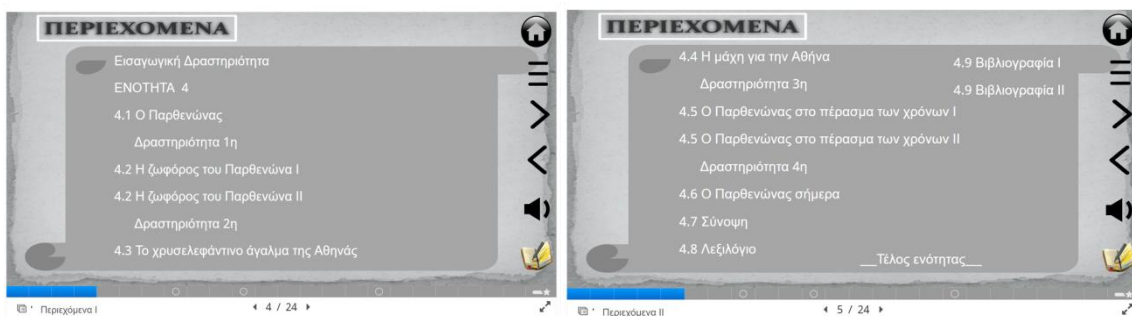 ΠΕΡΙΕΧΟΜΕΝΑ
Εισαγωγική Δραστηριότητα
ΕΝΟΤΗΤΑ 4
4.1 Ο Παρθενώνας
Δραστηριότητα 1η
4.2 Η ζωφόρος του Παρθενώνα Ι
4.2 Η ζωφόρος του Παρθενώνα ΙΙ
Δραστηριότητα 2η
4.3 Το χρυσελεφάντινο άγαλμα της Αθηνάς
Περιεχόμενα Ι
4 / 24
ΠΕΡΙΕΧΟΜΕΝΑ
4.4 Η μάχη για την Αθήνα
Δραστηριότητα 3η
4.5 Ο Παρθενώνας στο πέρασμα των χρόνων Ι
4.5 Ο Παρθενώνας στο πέρασμα των χρόνων ΙΙ
Δραστηριότητα 4η
4.6 Ο Παρθενώνας σήμερα
4.7 Σύνοψη
4.8 Λεξιλόγιο
4.9 Βιβλιογραφία Ι
4.9 Βιβλιογραφία ΙΙ
__Τέλος ενότητας__
Περιεχόμενα ΙΙ
5 / 24